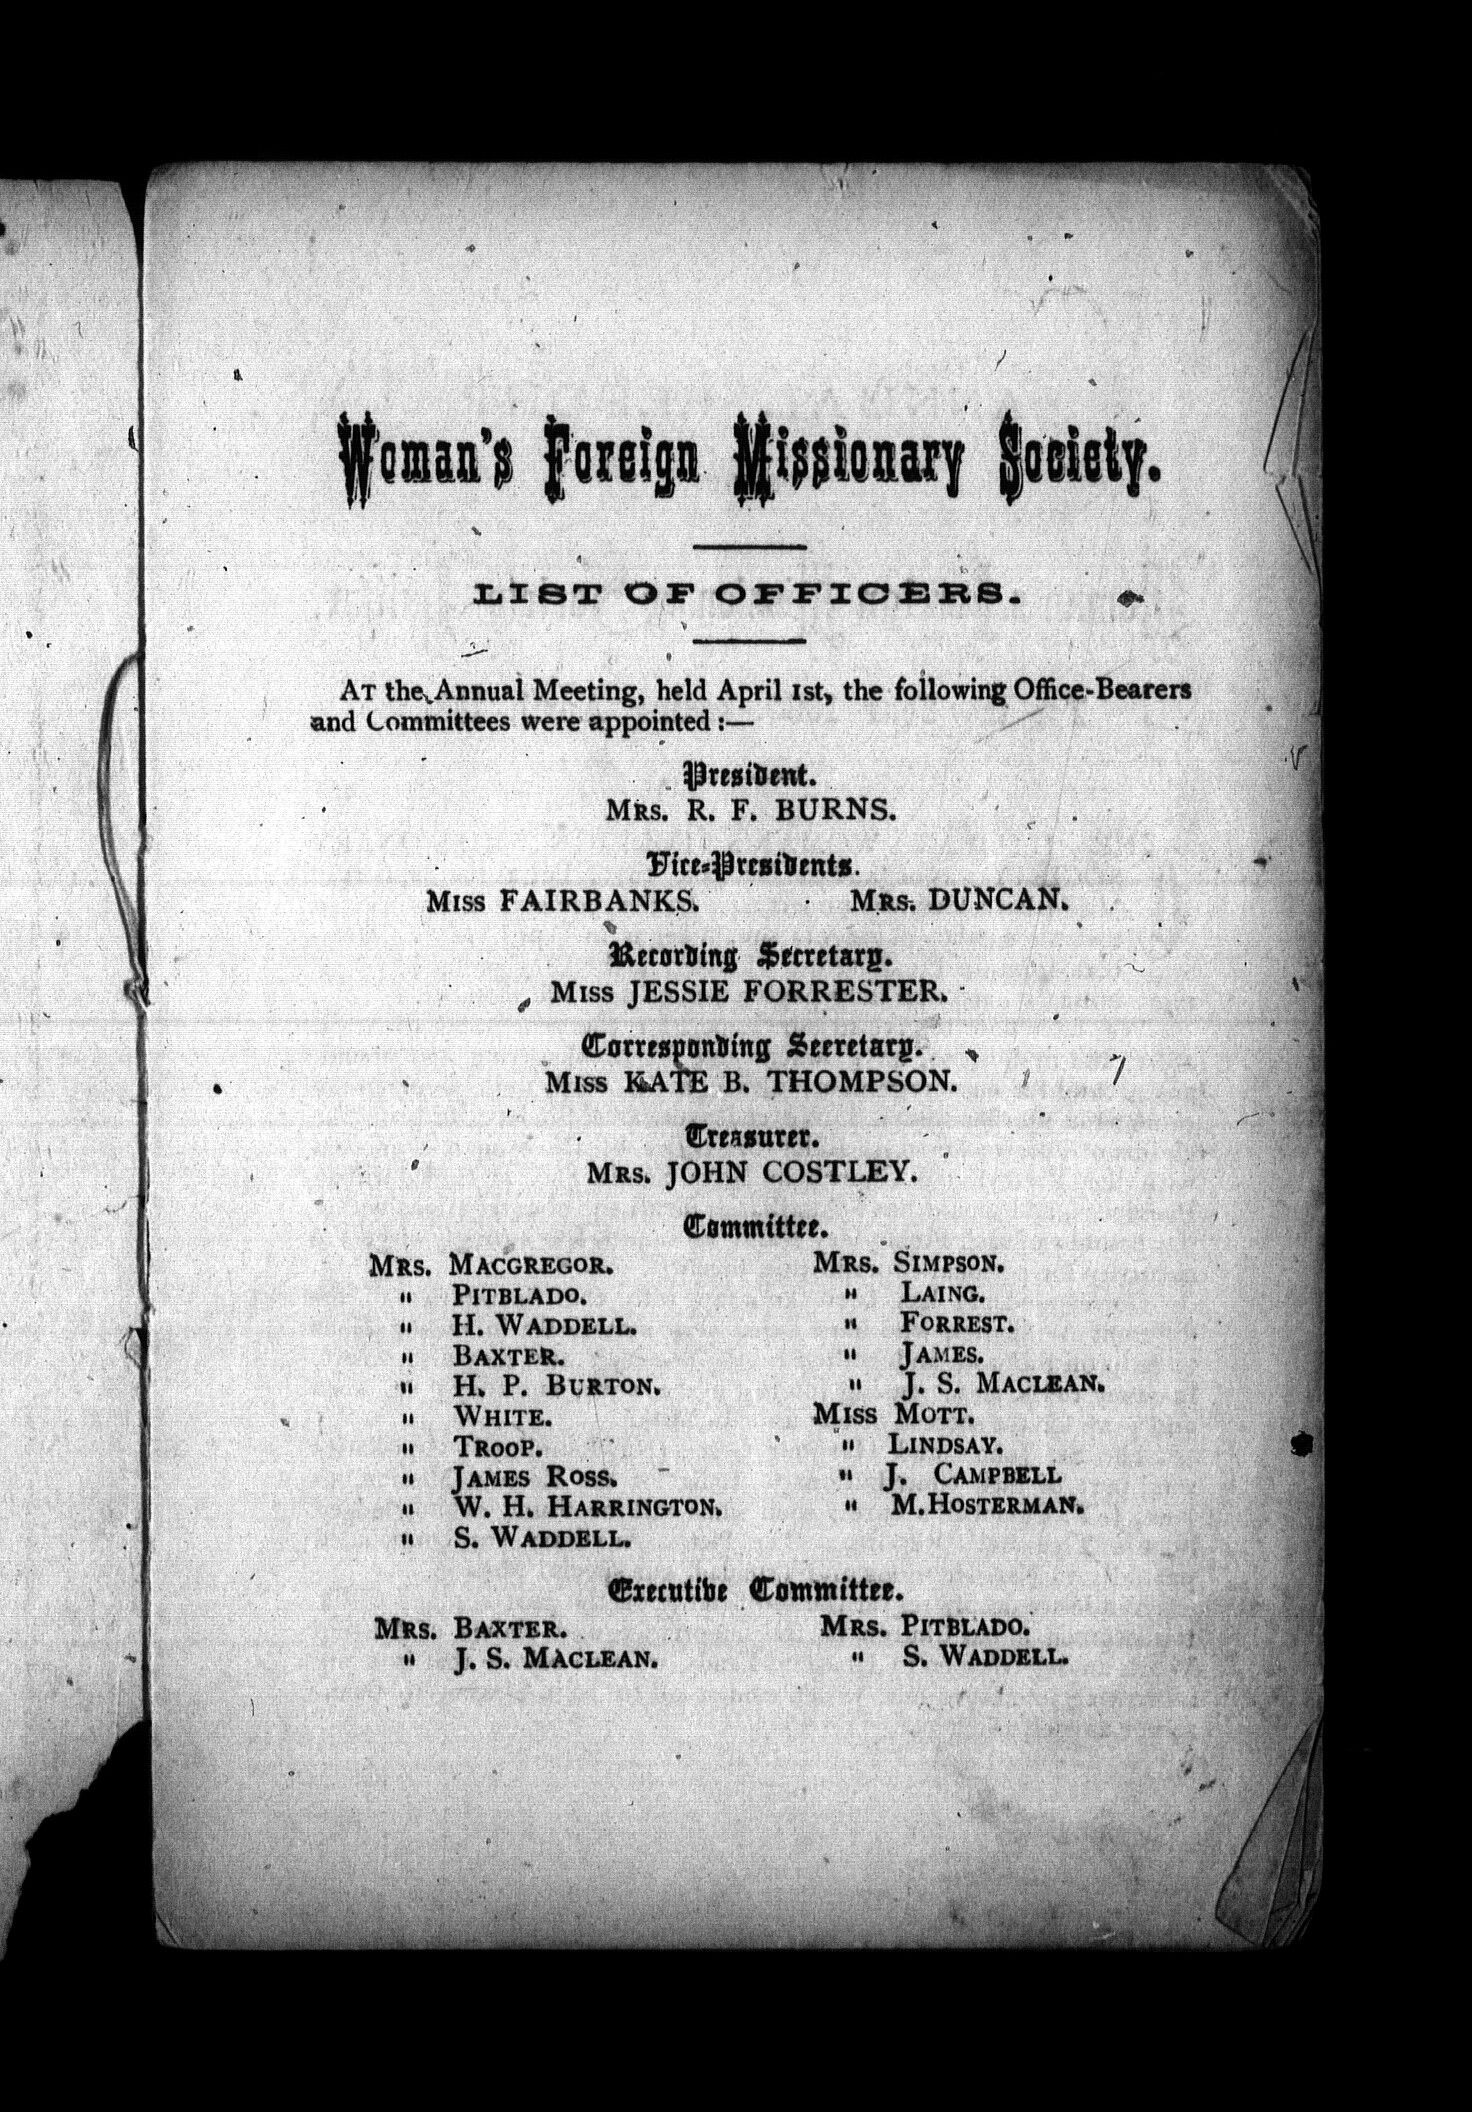 Woman's Foreign Missionary Society.
LIST OF OFFICERS.
AT the Annual Meeting, held April 1st, the following Office-Bearers
and Committees were appointed :—
President.
MRS. R. F. BURNS.
Vice-Presidents.
MISS FAIRBANKS. MRS. DUNCAN.
Recording Secretary.
MISS JESSIE FORRESTER.
Corresponding Secretary.
MISS KATE B. THOMPSON.
Treasurer.
MRS. JOHN COSTLEY.
Committee.
MRS. MACGREGOR.
" PITBLADO.
" H. WADDELL.
" BAXTER.
" H. P. BURTON.
" WHITE.
" TROOP.
" JAMES ROSS.
" W. H. HARRINGTON.
" S. WADDELL.
MRS. SIMPSON.
" LAING.
" FORREST.
" JAMES.
" J. S. MACLEAN.
MISS MOTT.
" LINDSAY.
" J. CAMPBELL
" M. HOSTERMAN.
Executive Committee.
MRS. BAXTER.
" J. S. MACLEAN.
MRS. PITBLADO.
" S. WADDELL.